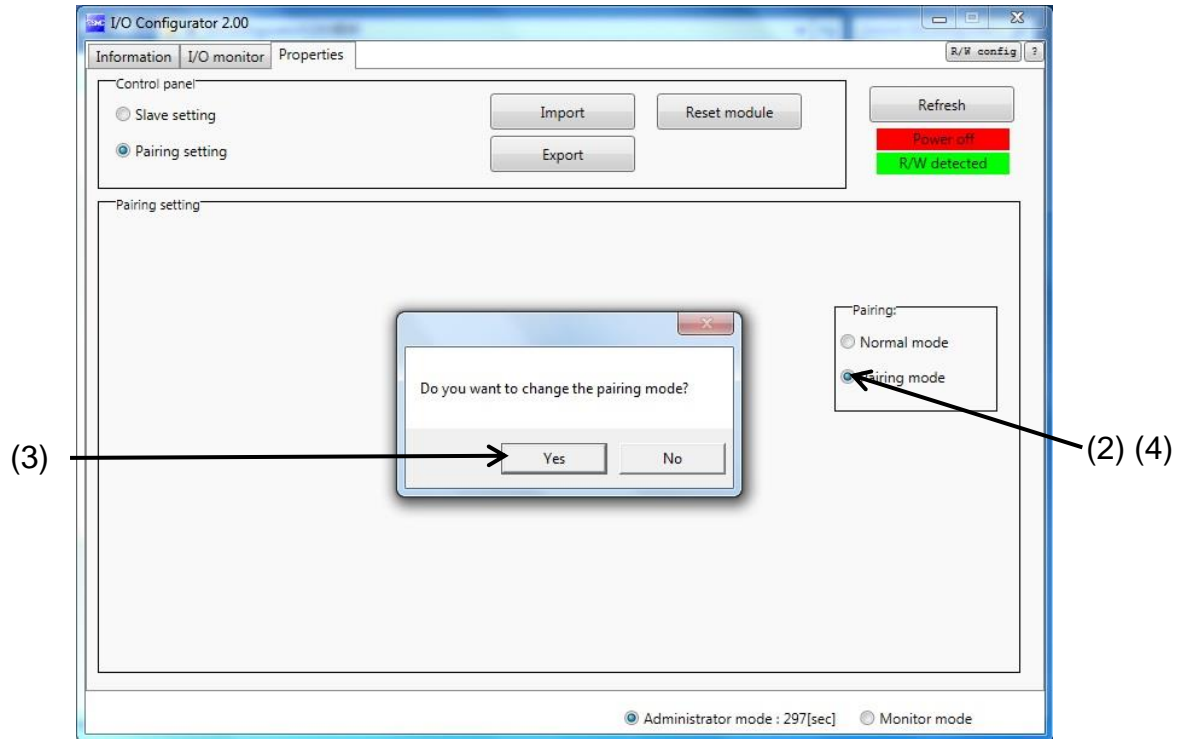 SMC I/O Configurator 2.00
Information I/O monitor Properties R/W config ?
Control panel
Slave setting Import Reset module Refresh
Power off
Pairing setting Export
R/W detected
Pairing setting
Pairing:
Normal mode
Do you want to change the pairing mode?
Pairing mode
(3) Yes No (2) (4)
Administrator mode : 297[sec] Monitor mode